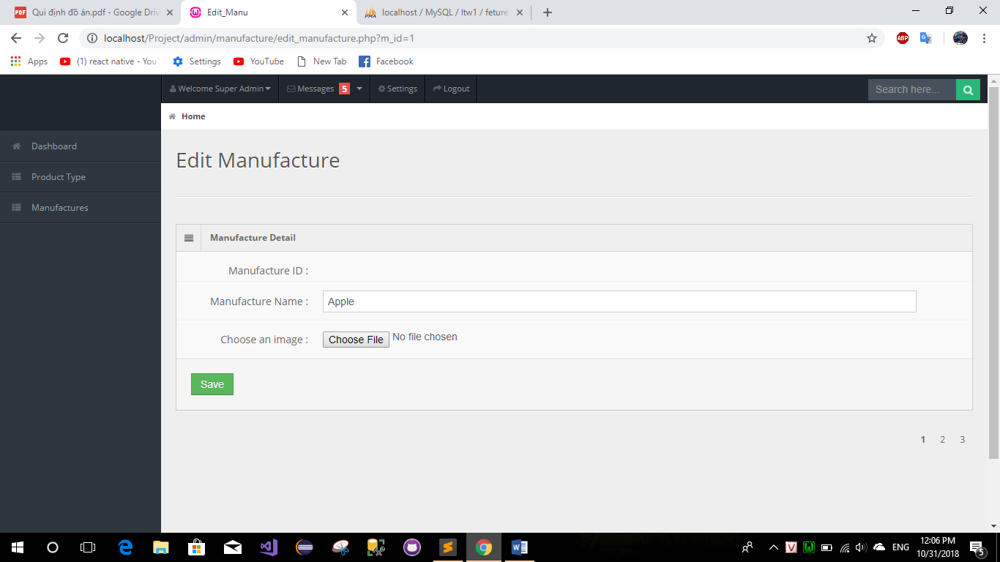 PDF Qui định đồ án.pdf - Google Driv
Edit_Manu
PMA localhost / MySQL / ltw1 / feture
localhost/Project/admin/manufacture/edit_manufacture.php?m_id=1
ABP
Apps (1) react native - YouT Settings YouTube New Tab Facebook
Welcome Super Admin Messages 5 Settings Logout Search here...
Home
Dashboard
Product Type
Manufactures
Edit Manufacture
Manufacture Detail
Manufacture ID :
Manufacture Name : Apple
Choose an image : Choose File No file chosen
Save
1 2 3
ENG
12:06 PM
10/31/2018
5